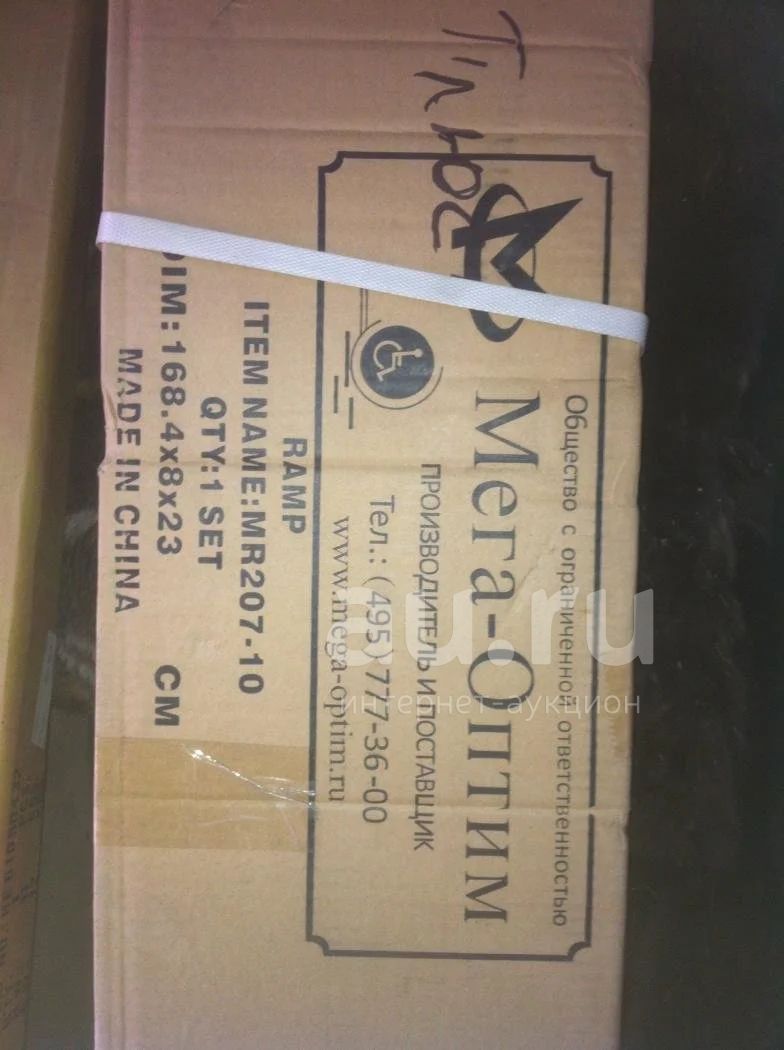 Общество с ограниченной ответственностью
Мега-Оптим
ПРОИЗВОДИТЕЛЬ И ПОСТАВЩИК
Тел.: (495) 777-36-00
www.mega-optim.ru
RAMP
ITEM NAME:MR207-10
QTY:1 SET
DIM:168.4x8x23 CM
MADE IN CHINA
au.ru
интернет-аукцион